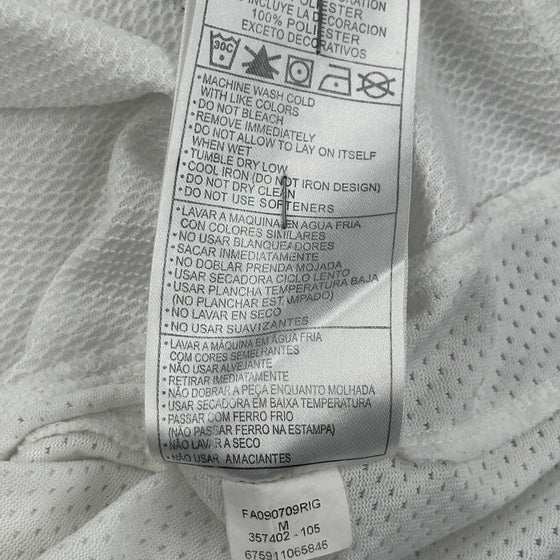 DECORATION
POLYESTER
INCLUYE LA DECORACION
100% POLIESTER
EXCETO DECORATIVOS
30C
•MACHINE WASH COLD
WITH LIKE COLORS
•DO NOT BLEACH
•REMOVE IMMEDIATELY
•DO NOT ALLOW TO LAY ON ITSELF
WHEN WET
•TUMBLE DRY LOW
•COOL IRON (DO NOT IRON DESIGN)
•DO NOT DRY CLEAN
•DO NOT USE SOFTENERS
•LAVAR A MAQUINA EN AGUA FRIA
CON COLORES SIMILARES
•NO USAR BLANQUEADORES
•SACAR INMEDIATAMENTE
•NO DOBLAR PRENDA MOJADA
•USAR SECADORA CICLO LENTO
•USAR PLANCHA TEMPERATURA BAJA
(NO PLANCHAR ESTAMPADO)
•NO LAVAR EN SECO
•NO USAR SUAVIZANTES
•LAVAR A MÁQUINA EM ÁGUA FRIA
COM CORES SEMELHANTES
•NÃO USAR ALVEJANTE
•RETIRAR IMEDIATAMENTE
•NÃO DOBRAR A PEÇA ENQUANTO MOLHADA
•USAR SECADORA EM BAIXA TEMPERATURA
•PASSAR COM FERRO FRIO
(NÃO PASSAR FERRO NA ESTAMPA)
•NÃO LAVAR A SECO
•NÃO USAR AMACIANTES
FA090709RIG
M
357402 - 105
675911065846